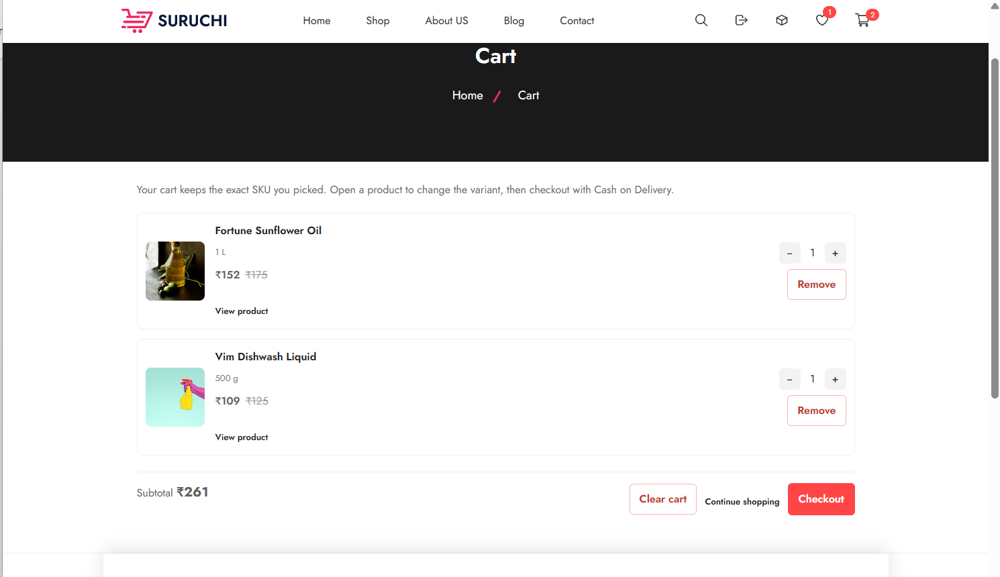 SURUCHI
Home Shop About US Blog Contact
1
2
Cart
Home / Cart
Your cart keeps the exact SKU you picked. Open a product to change the variant, then checkout with Cash on Delivery.
Fortune Sunflower Oil
1 L
₹152 ₹175
View product
− 1 +
Remove
Vim Dishwash Liquid
500 g
₹109 ₹125
View product
− 1 +
Remove
Subtotal ₹261
Clear cart Continue shopping Checkout